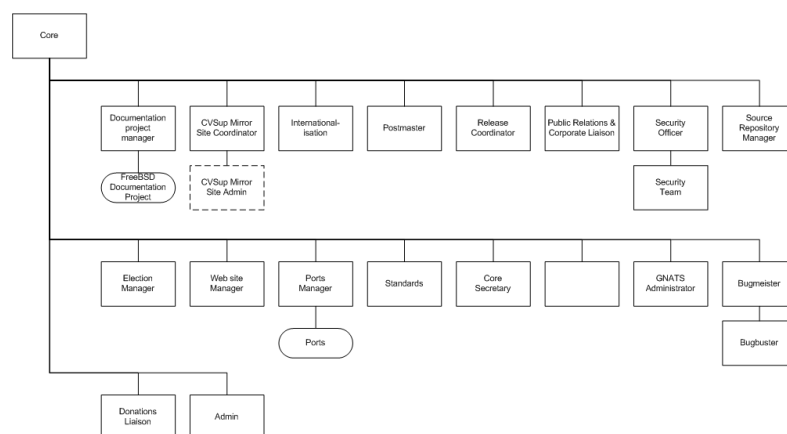 Core
Documentation
project
manager
CVSup Mirror
Site Coordinator
International-
isation
Postmaster
Release
Coordinator
Public Relations &
Corporate Liaison
Security
Officer
Source
Repository
Manager
FreeBSD
Documentation
Project
CVSup Mirror
Site Admin
Security
Team
Election
Manager
Web site
Manager
Ports
Manager
Standards
Core
Secretary
GNATS
Administrator
Bugmeister
Ports
Bugbuster
Donations
Liaison
Admin